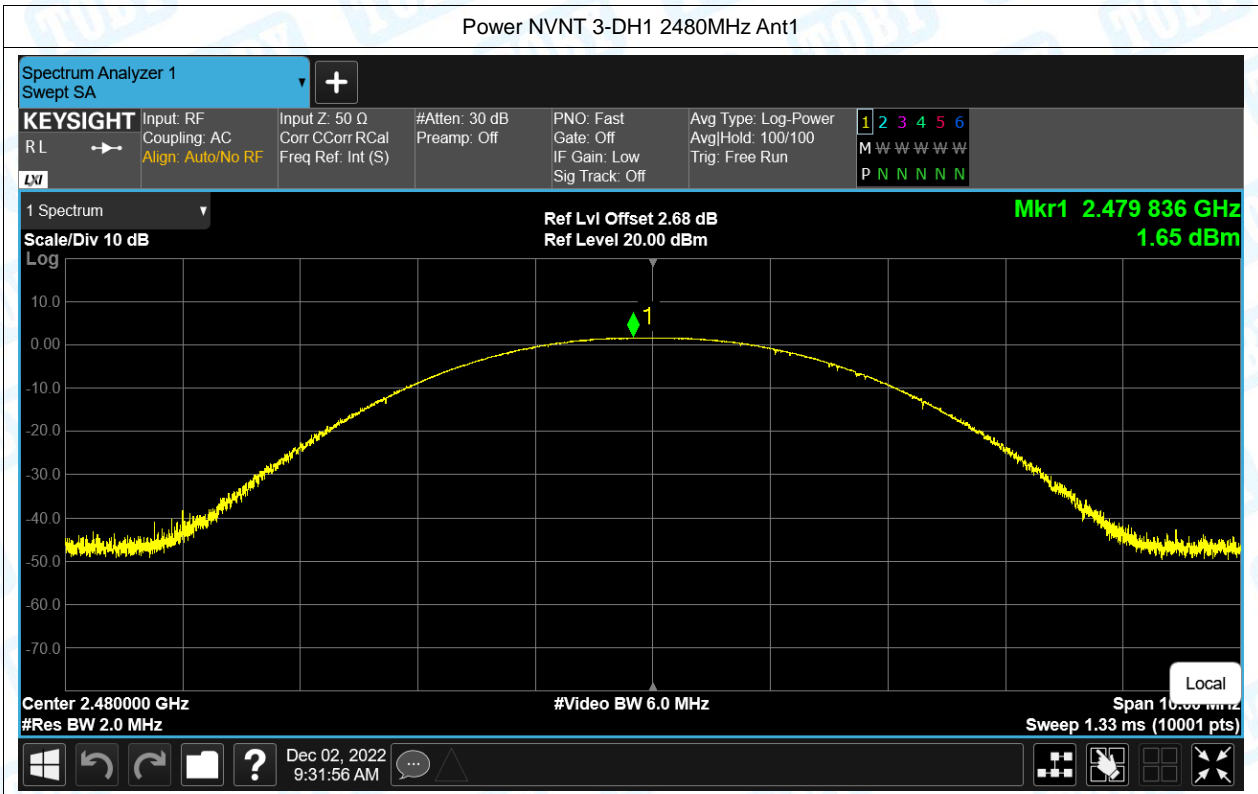 Power NVNT 3-DH1 2480MHz Ant1
Spectrum Analyzer 1
Swept SA
+
KEYSIGHT
R L
LXI
Input: RF
Coupling: AC
Align: Auto/No RF
Input Z: 50 Ω
Corr CCorr RCal
Freq Ref: Int (S)
#Atten: 30 dB
Preamp: Off
PNO: Fast
Gate: Off
IF Gain: Low
Sig Track: Off
Avg Type: Log-Power
Avg|Hold: 100/100
Trig: Free Run
1 2 3 4 5 6
M W W W W W W
P N N N N N N
1 Spectrum
Scale/Div 10 dB
Ref Lvl Offset 2.68 dB
Ref Level 20.00 dBm
Mkr1 2.479 836 GHz
1.65 dBm
Log
10.0
0.00
-10.0
-20.0
-30.0
-40.0
-50.0
-60.0
-70.0
1
Local
Center 2.480000 GHz
#Res BW 2.0 MHz
#Video BW 6.0 MHz
Span 10.00 MHz
Sweep 1.33 ms (10001 pts)
?
Dec 02, 2022
9:31:56 AM
TOBY